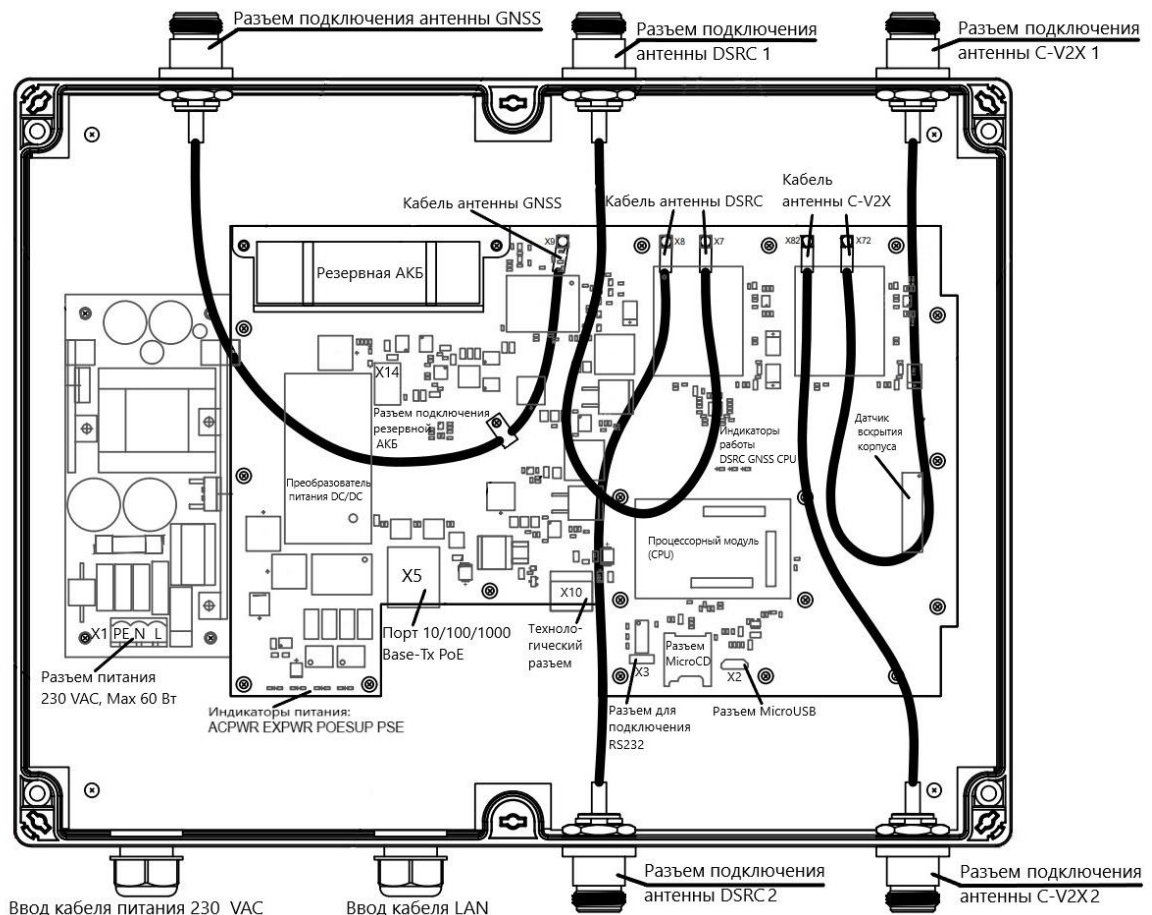 Разъем подключения антенны GNSS
Разъем подключения
антенны DSRC 1
Разъем подключения
антенны C-V2X 1
Кабель антенны GNSS
Кабель антенны DSRC
Кабель
антенны C-V2X
X9
X8
X7
X82
X72
Резервная АКБ
X14
Разъем подключения
резервной
АКБ
Индикаторы
работы
DSRC GNSS CPU
Датчик
вскрытия
корпуса
Преобразователь
питания DC/DC
Процессорный модуль
(CPU)
X5
X10
Порт 10/100/1000
Base-Tx PoE
Техноло-
гический
разъем
X1 PE N L
Разъем питания
230 VAC, Max 60 Вт
Разъем
MicroCD
X3
X2
Индикаторы питания:
ACPWR EXPWR POESUP PSE
Разъем для
подключения
RS232
Разъем MicroUSB
Разъем подключения
антенны DSRC 2
Разъем подключения
антенны C-V2X 2
Ввод кабеля питания 230 VAC
Ввод кабеля LAN